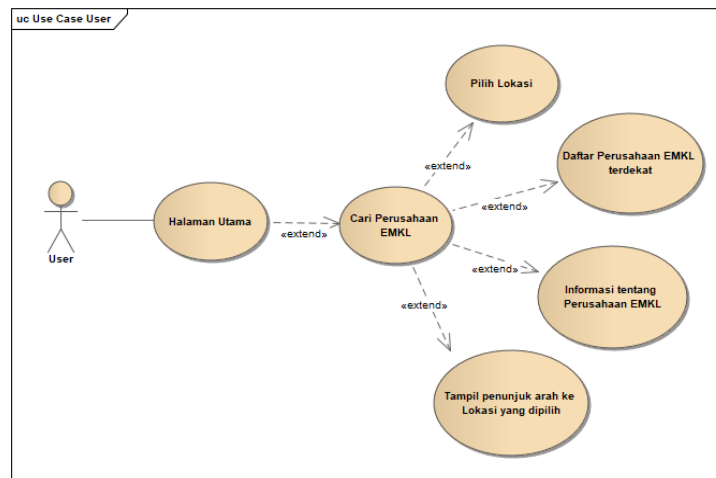 uc Use Case User
Pilih Lokasi
«extend»
Daftar Perusahaan EMKL
terdekat
«extend»
User
Halaman Utama
«extend»
Cari Perusahaan
EMKL
«extend»
Informasi tentang
Perusahaan EMKL
«extend»
Tampil penunjuk arah ke
Lokasi yang dipilih